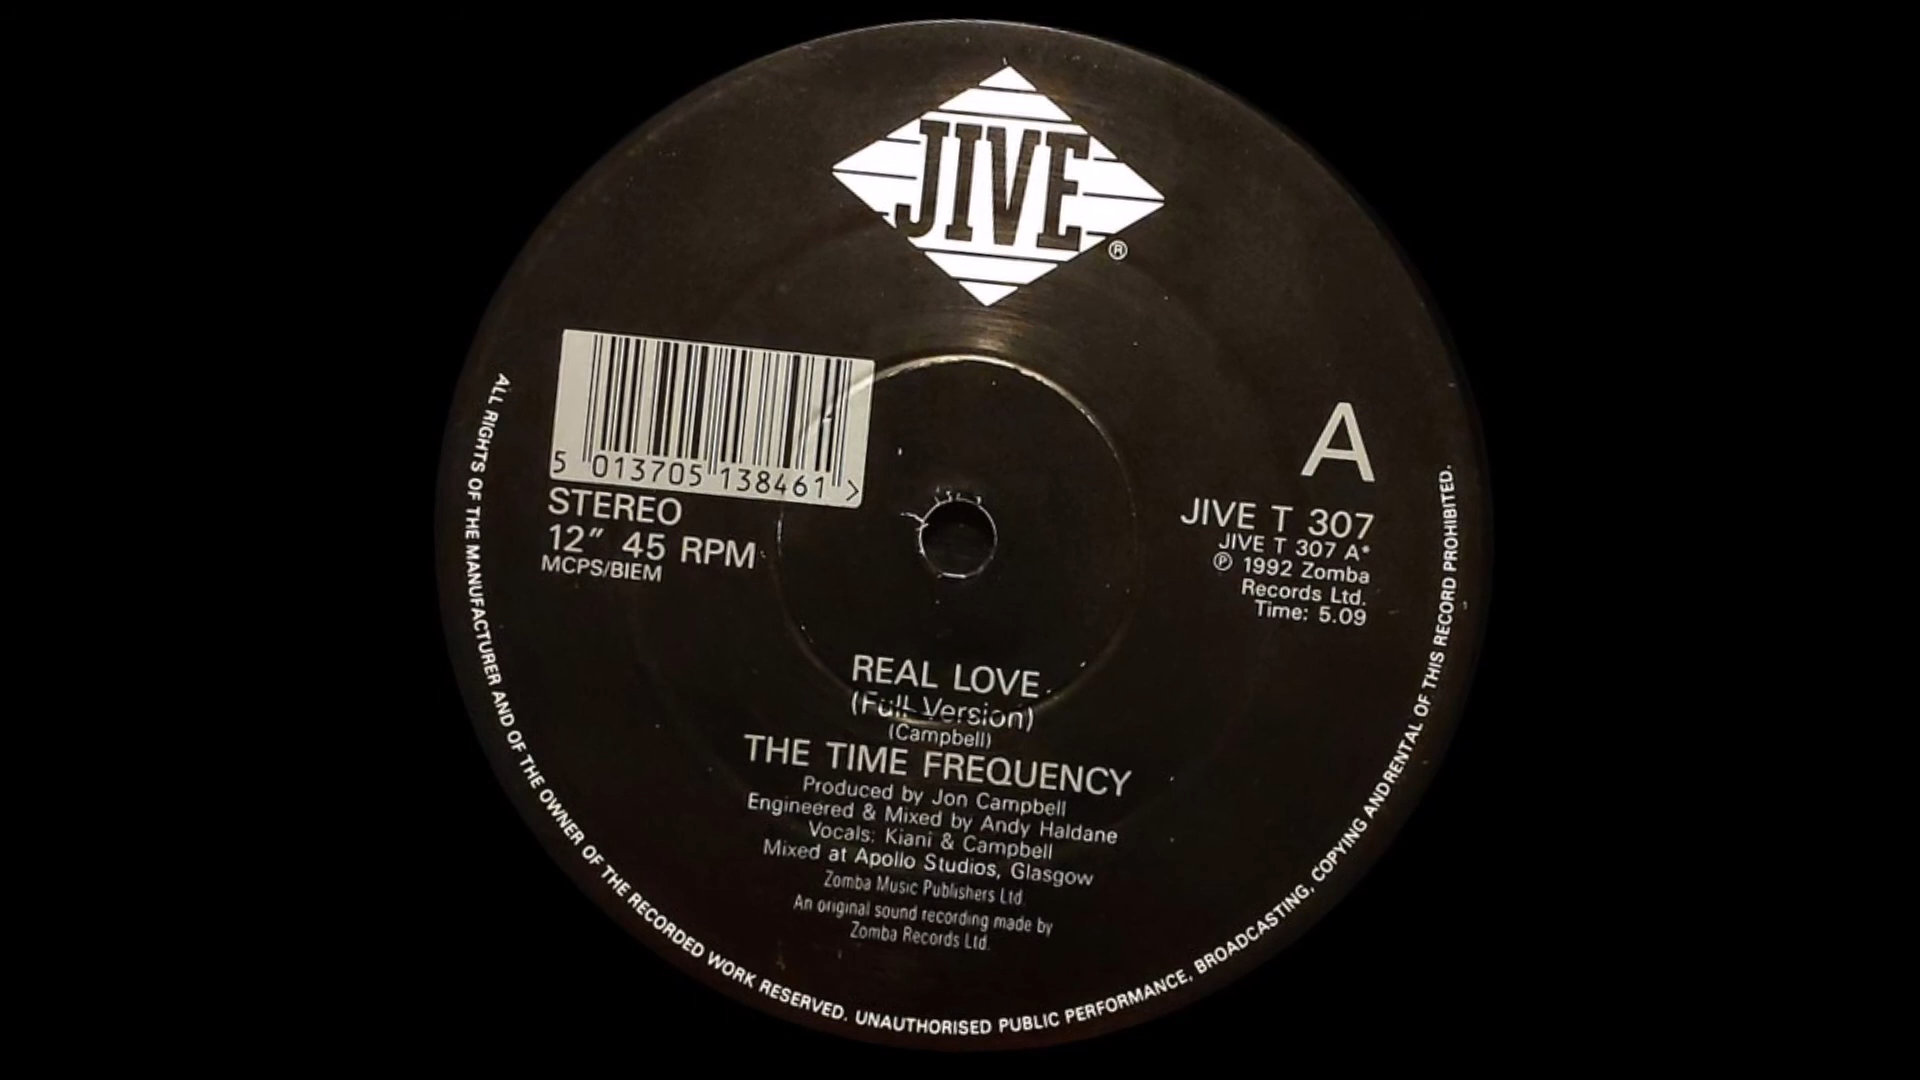 JIVE
®
5 013705 138461 >
STEREO
12" 45 RPM
MCPS/BIEM
A
JIVE T 307
JIVE T 307 A*
℗ 1992 Zomba
Records Ltd.
Time: 5.09
REAL LOVE
(Full Version)
(Campbell)
THE TIME FREQUENCY
Produced by Jon Campbell
Engineered & Mixed by Andy Haldane
Vocals: Kiani & Campbell
Mixed at Apollo Studios, Glasgow
Zomba Music Publishers Ltd.
An original sound recording made by
Zomba Records Ltd.
ALL RIGHTS OF THE MANUFACTURER AND OF THE OWNER OF THE RECORDED WORK RESERVED. UNAUTHORISED PUBLIC PERFORMANCE, BROADCASTING, COPYING ANDRENTAL OF THIS RECORD PROHIBITED.